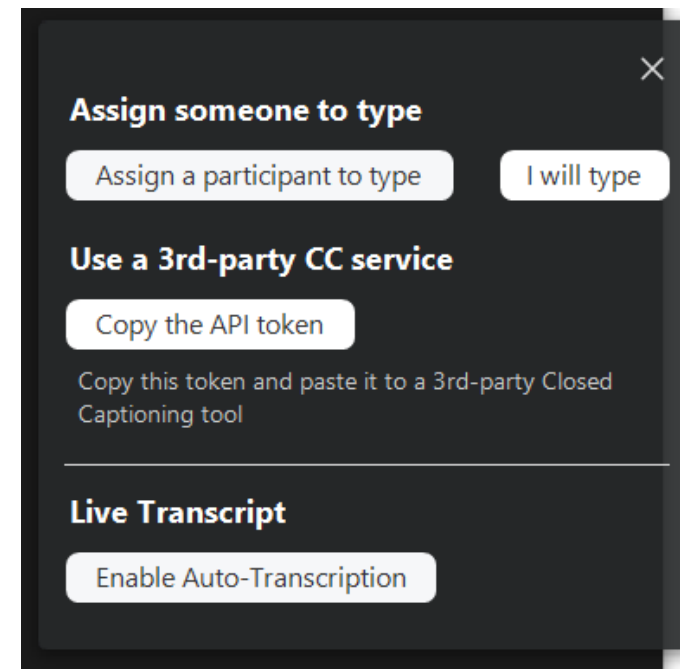 Assign someone to type
Assign a participant to type
I will type
Use a 3rd-party CC service
Copy the API token
Copy this token and paste it to a 3rd-party Closed
Captioning tool
Live Transcript
Enable Auto-Transcription